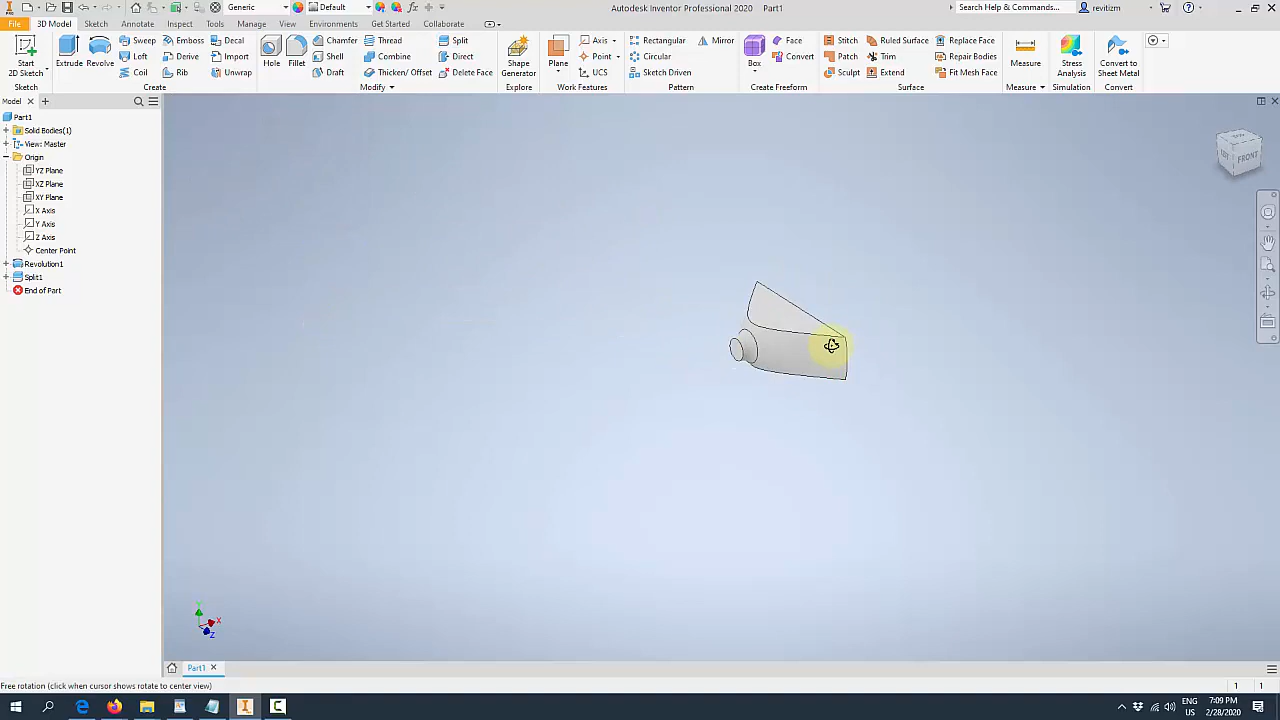 Generic
Default
Autodesk Inventor Professional 2020 Part1
Search Help & Commands...
revitizm
File 3D Model Sketch Annotate Inspect Tools Manage View Environments Get Started Collaborate
Start
2D Sketch
Sketch
Extrude
Revolve
Sweep
Loft
Coil
Emboss
Derive
Rib
Decal
Import
Unwrap
Create
Hole
Fillet
Chamfer
Shell
Draft
Thread
Combine
Thicken/ Offset
Split
Direct
Delete Face
Modify
Shape
Generator
Explore
Plane
Axis
Point
UCS
Work Features
Rectangular
Circular
Sketch Driven
Mirror
Pattern
Box
Face
Convert
Create Freeform
Stitch
Patch
Sculpt
Ruled Surface
Trim
Extend
Replace Face
Repair Bodies
Fit Mesh Face
Surface
Measure
Measure
Stress
Analysis
Simulation
Convert to
Sheet Metal
Convert
Model
Part1
Solid Bodies(1)
View: Master
Origin
YZ Plane
XZ Plane
XY Plane
X Axis
Y Axis
Z Axis
Center Point
Revolution1
Split1
End of Part
FRONT
Y
X
Z
Part1
Free rotation (click when cursor shows rotate to center view)
1 1
ENG
US
7:09 PM
2/28/2020